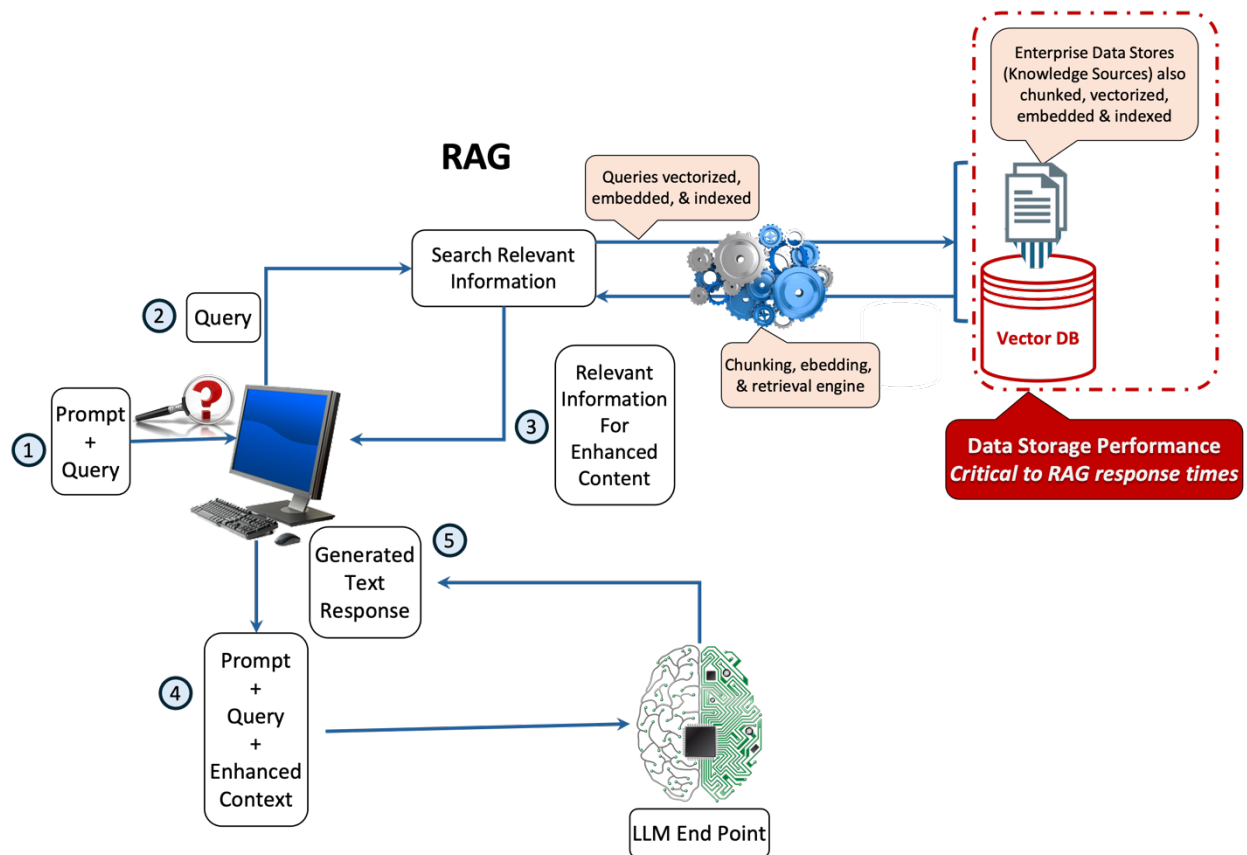 RAG
Enterprise Data Stores
(Knowledge Sources) also
chunked, vectorized,
embedded & indexed
Queries vectorized,
embedded, & indexed
Search Relevant
Information
2
Query
Vector DB
Chunking, ebedding,
& retrieval engine
1
Prompt
+
Query
?
3
Relevant
Information
For
Enhanced
Content
Data Storage Performance
Critical to RAG response times
5
Generated
Text
Response
4
Prompt
+
Query
+
Enhanced
Context
LLM End Point